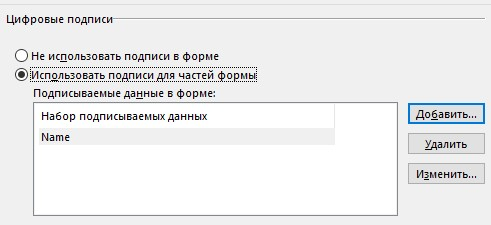 Цифровые подписи
Не использовать подписи в форме
Использовать подписи для частей формы
Подписываемые данные в форме:
Набор подписываемых данных
Name
Добавить...
Удалить
Изменить...